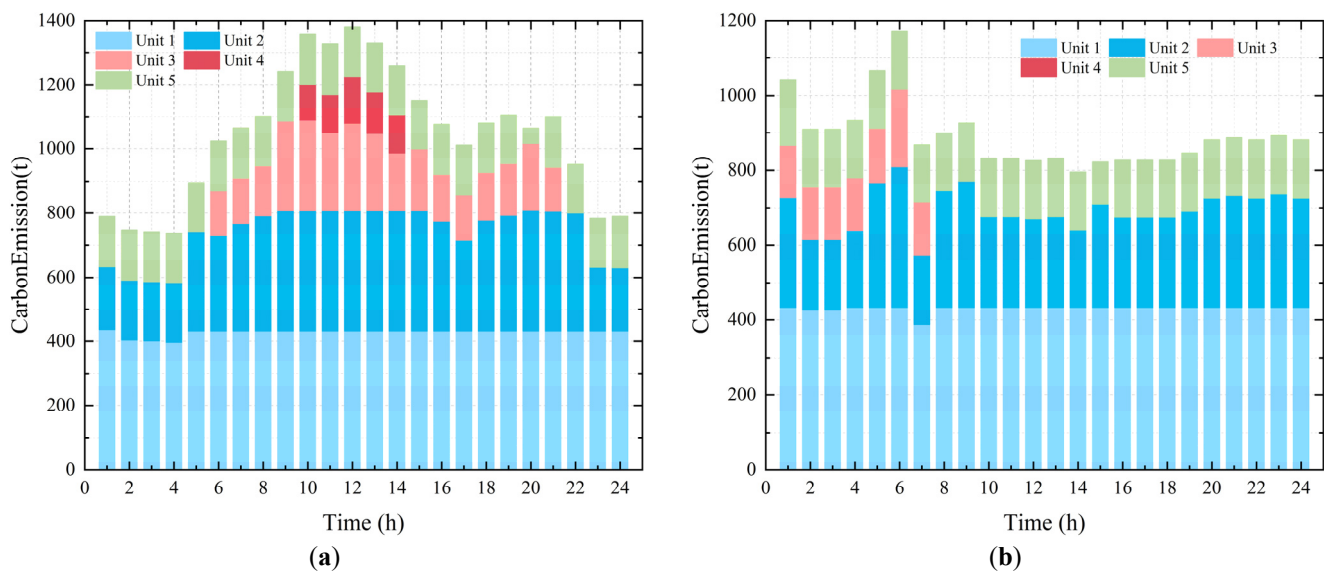 1400
1200
1000
800
600
400
200
0
CarbonEmission(t)
Unit 1 Unit 2
Unit 3 Unit 4
Unit 5
0 2 4 6 8 10 12 14 16 18 20 22 24
Time (h)
(a)
1200
1000
800
600
400
200
0
CarbonEmission(t)
Unit 1 Unit 2 Unit 3
Unit 4 Unit 5
0 2 4 6 8 10 12 14 16 18 20 22 24
Time (h)
(b)